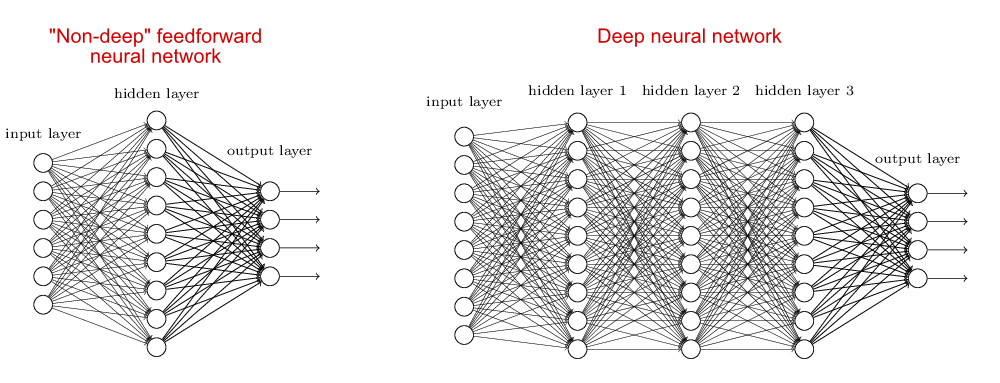 "Non-deep" feedforward
neural network
hidden layer
input layer
output layer
Deep neural network
hidden layer 1 hidden layer 2 hidden layer 3
input layer
output layer